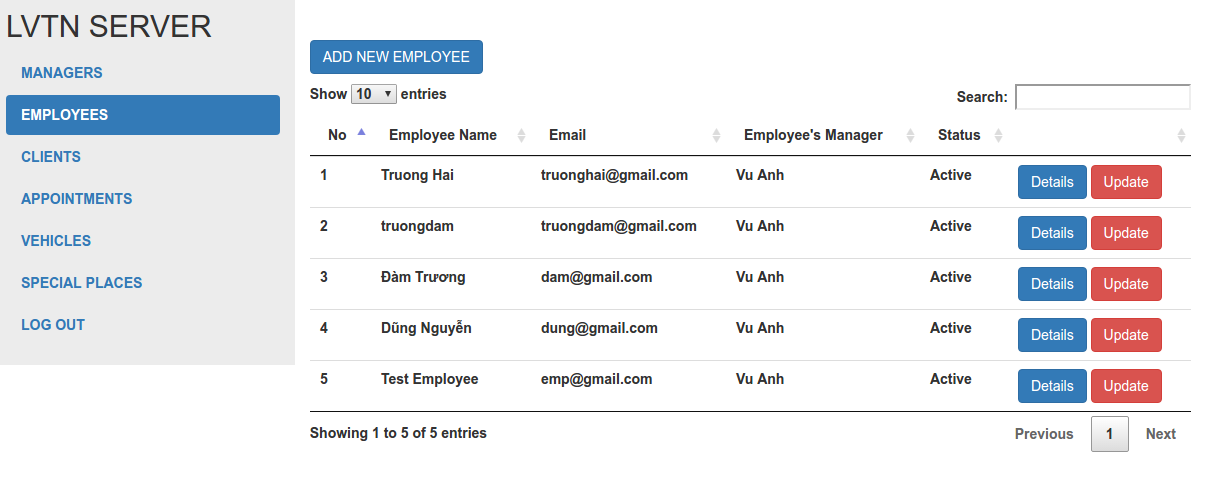 LVTN SERVER
MANAGERS
EMPLOYEES
CLIENTS
APPOINTMENTS
VEHICLES
SPECIAL PLACES
LOG OUT
ADD NEW EMPLOYEE
Show 10 entries
Search:
No Employee Name Email Employee's Manager Status
1 Truong Hai truonghai@gmail.com Vu Anh Active Details Update
2 truongdam truongdam@gmail.com Vu Anh Active Details Update
3 Đàm Trương dam@gmail.com Vu Anh Active Details Update
4 Dũng Nguyễn dung@gmail.com Vu Anh Active Details Update
5 Test Employee emp@gmail.com Vu Anh Active Details Update
Showing 1 to 5 of 5 entries
Previous 1 Next